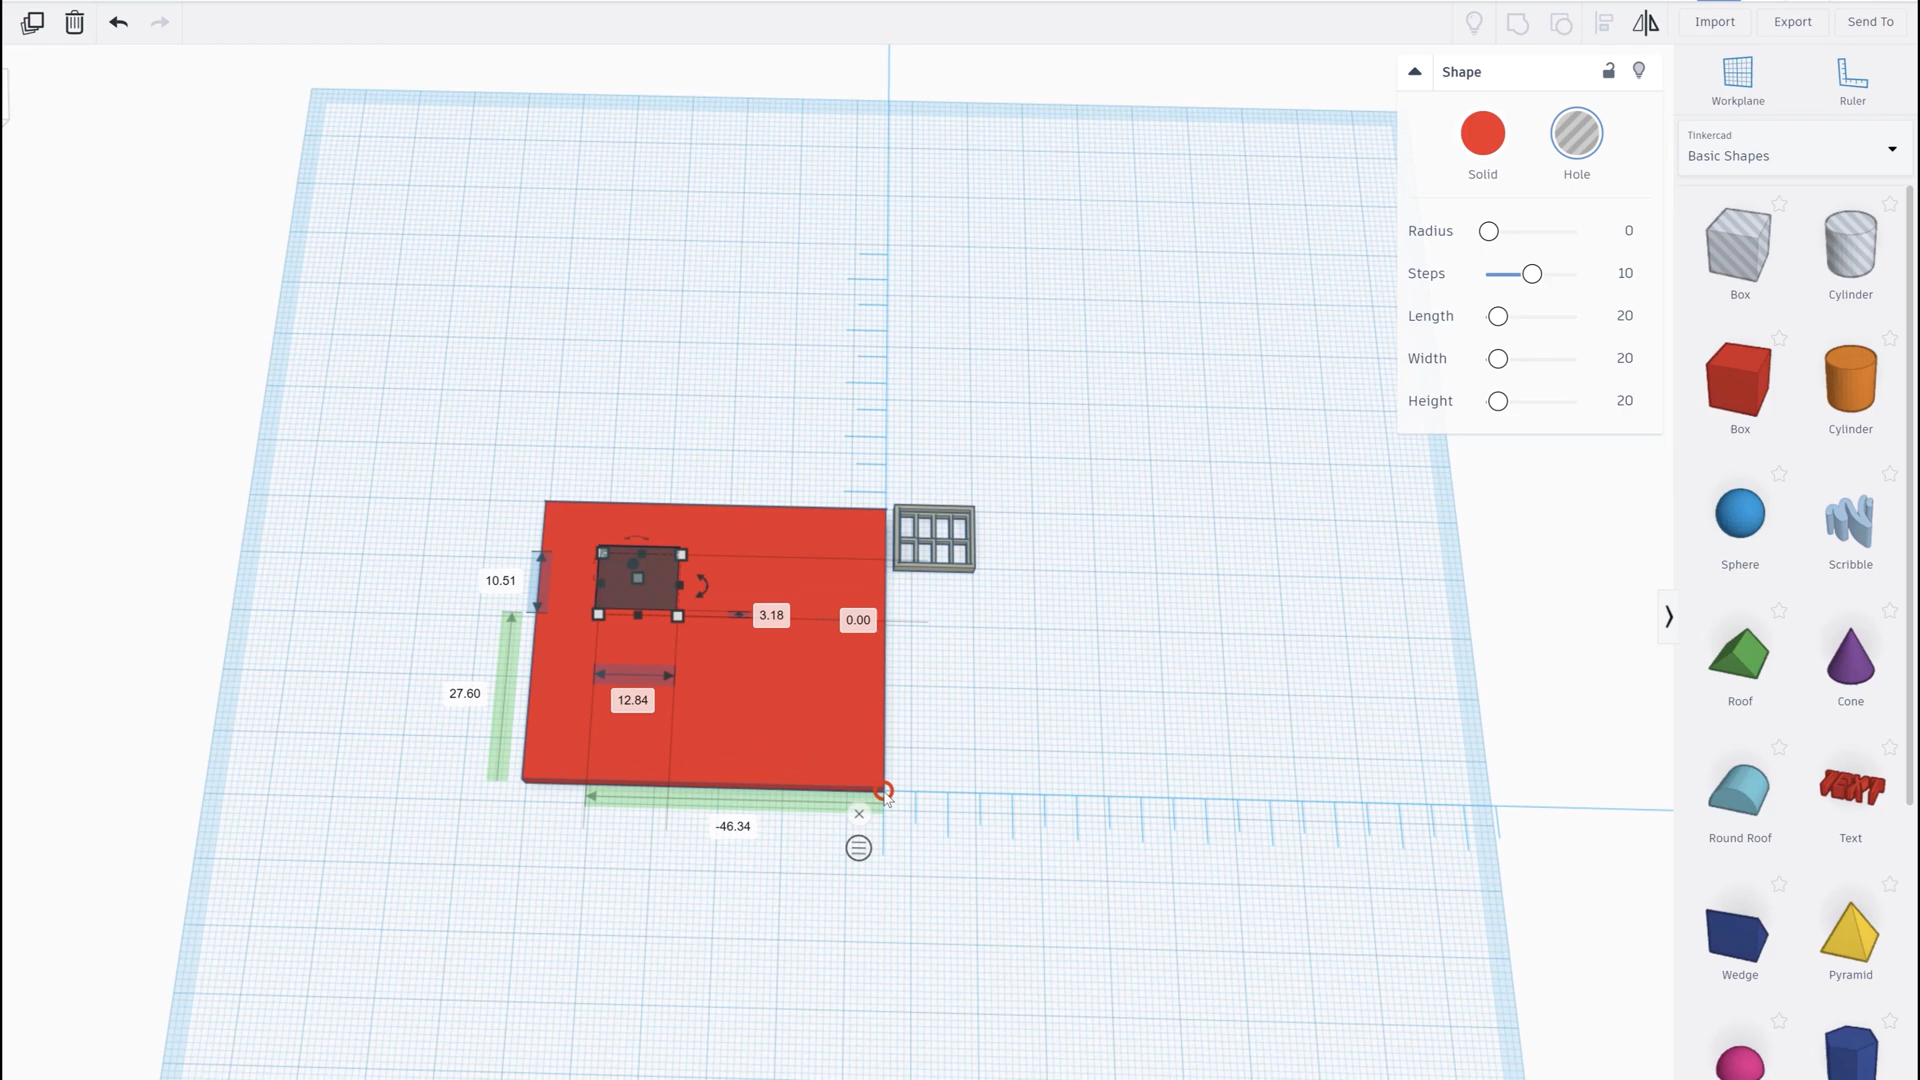 Import
Export
Send To
Shape
Solid
Hole
Radius
0
Steps
10
Length
20
Width
20
Height
20
Workplane
Ruler
Tinkercad
Basic Shapes
Box
Cylinder
Box
Cylinder
Sphere
Scribble
Roof
Cone
Round Roof
TEXT
Text
Wedge
Pyramid
10.51
3.18
0.00
27.60
12.84
-46.34